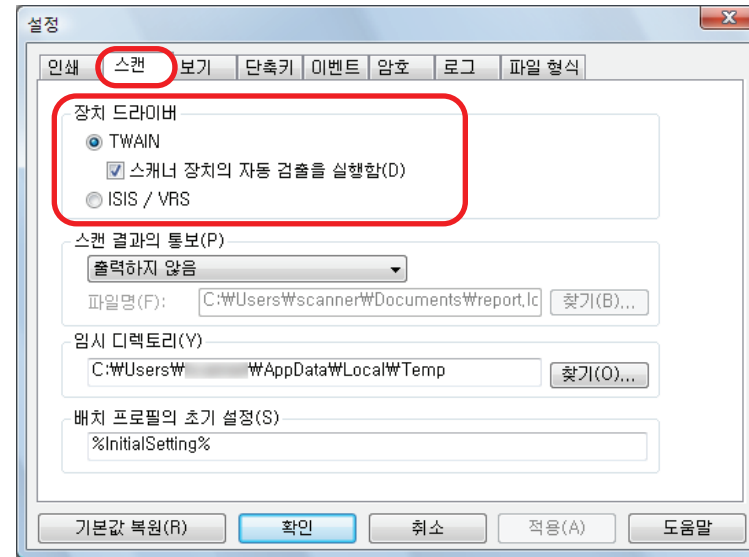 설정
인쇄 스캔 보기 단축키 이벤트 암호 로그 파일 형식
장치 드라이버
TWAIN
스캐너 장치의 자동 검출을 실행함(D)
ISIS / VRS
스캔 결과의 통보(P)
출력하지 않음
파일명(F): C:₩Users₩scanner₩Documents₩report.lc 찾기(B)...
임시 디렉토리(Y)
C:₩Users₩ ₩AppData₩Local₩Temp 찾기(O)...
배치 프로필의 초기 설정(S)
%InitialSetting%
기본값 복원(R) 확인 취소 적용(A) 도움말